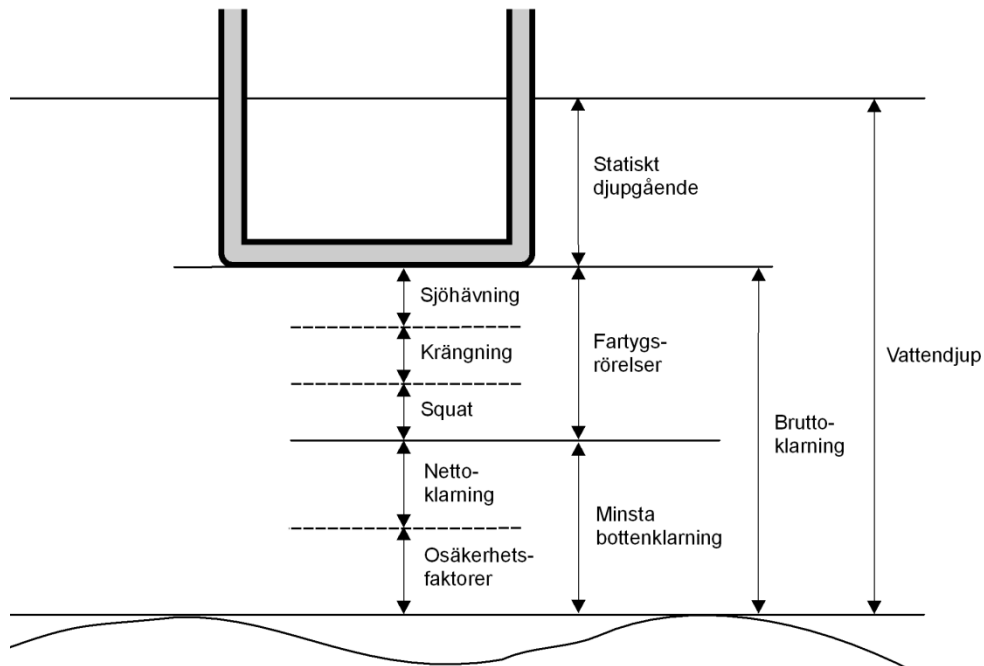 Statiskt
djupgående
Sjöhävning
Krängning
Fartygs-
rörelser
Vattendjup
Squat
Brutto-
klarning
Netto-
klarning
Minsta
bottenklarning
Osäkerhets-
faktorer